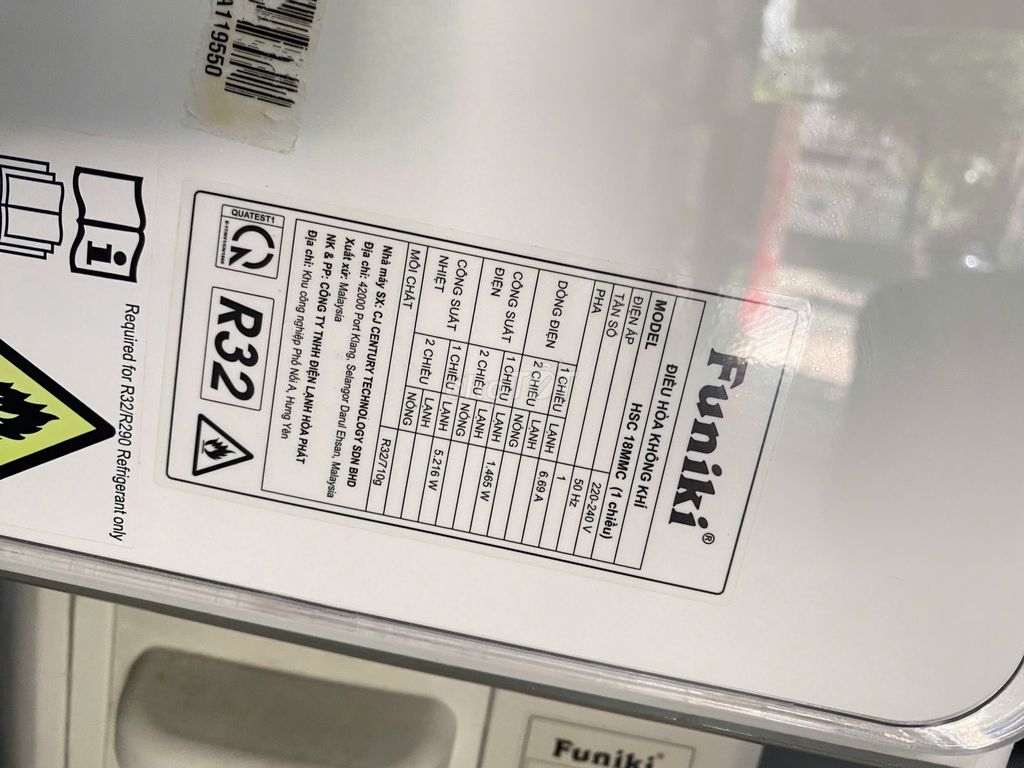 A119550
Funiki®
ĐIỀU HÒA KHÔNG KHÍ
MODEL HSC 18MMC (1 chiều)
ĐIỆN ÁP 220-240 V
TẦN SỐ 50 Hz
PHA 1
DÒNG ĐIỆN 1 CHIỀU LẠNH 6.69 A
2 CHIỀU LẠNH
NÓNG
CÔNG SUẤT ĐIỆN 1 CHIỀU LẠNH 1.465 W
2 CHIỀU LẠNH
NÓNG
CÔNG SUẤT NHIỆT 1 CHIỀU LẠNH 5.216 W
2 CHIỀU LẠNH
NÓNG
MÔI CHẤT R32/710g
Nhà máy SX: CJ CENTURY TECHNOLOGY SDN BHD
Địa chỉ: 42000 Port Klang, Selangor Darul Ehsan, Malaysia
Xuất xứ: Malaysia
NK & PP: CÔNG TY TNHH ĐIỆN LẠNH HÒA PHÁT
Địa chỉ: Khu công nghiệp Phố Nối A, Hưng Yên
QUATEST1
R32
Required for R32/R290 Refrigerant only
Funiki®